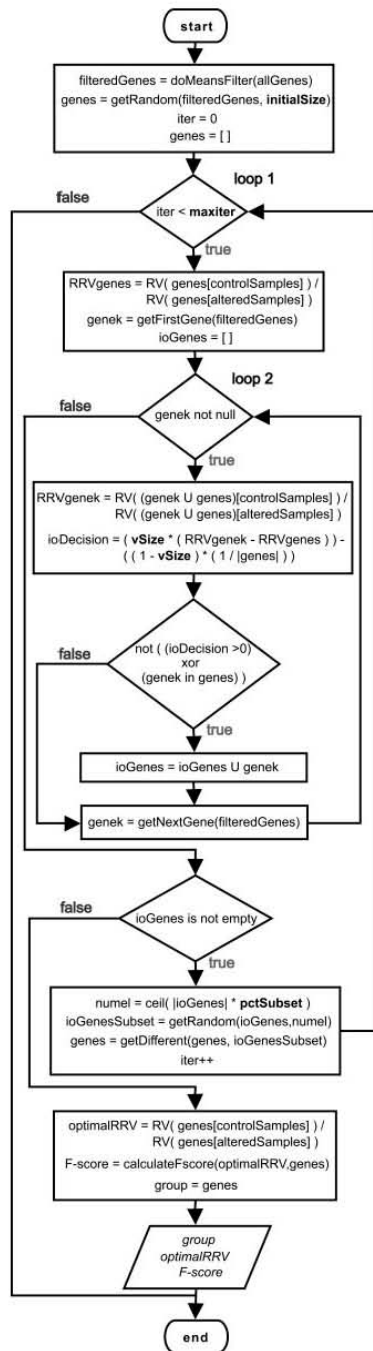 start
filteredGenes = doMeansFilter(allGenes)
genes = getRandom(filteredGenes, initialSize)
iter = 0
genes = [ ]
loop 1
false
iter < maxiter
true
RRVgenes = RV( genes[controlSamples] ) /
RV( genes[alteredSamples] )
genek = getFirstGene(filteredGenes)
ioGenes = [ ]
loop 2
false
genek not null
true
RRVgenek = RV( (genek U genes)[controlSamples] ) /
RV( (genek U genes)[alteredSamples] )
ioDecision = ( vSize * ( RRVgenek - RRVgenes ) ) -
( ( 1 - vSize ) * ( 1 / |genes| ) )
not ( (ioDecision >0)
xor
(genek in genes) )
false
true
ioGenes = ioGenes U genek
genek = getNextGene(filteredGenes)
false
ioGenes is not empty
true
numel = ceil( |ioGenes| * pctSubset )
ioGenesSubset = getRandom(ioGenes,numel)
genes = getDifferent(genes, ioGenesSubset)
iter++
optimalRRV = RV( genes[controlSamples] ) /
RV( genes[alteredSamples] )
F-score = calculateFscore(optimalRRV,genes)
group = genes
group
optimalRRV
F-score
end